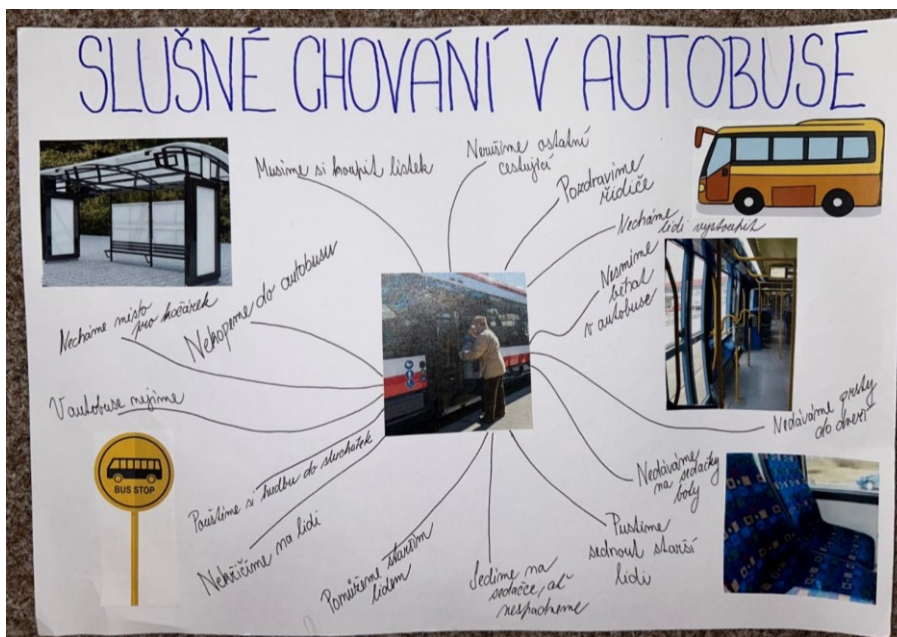 SLUŠNÉ CHOVÁNÍ V AUTOBUSE
Musíme si koupit lístek
Nerušíme ostatní
cestující
Pozdravíme
řidiče
Necháme
lidi vystoupit
Nesmíme
běhat
v autobuse
Nedáváme prsty
do dveří
Nedáváme
na sedačky
boty
Pustíme
sednout starší
lidi
Sedíme na
sedačce, ať
nespadneme
Pomůžeme starším
lidem
Nekřičíme na lidi
Pouštíme si hudbu do sluchátek
V autobuse nejíme
Necháme místo
pro kočárek
Nekopeme do autobusu
BUS STOP